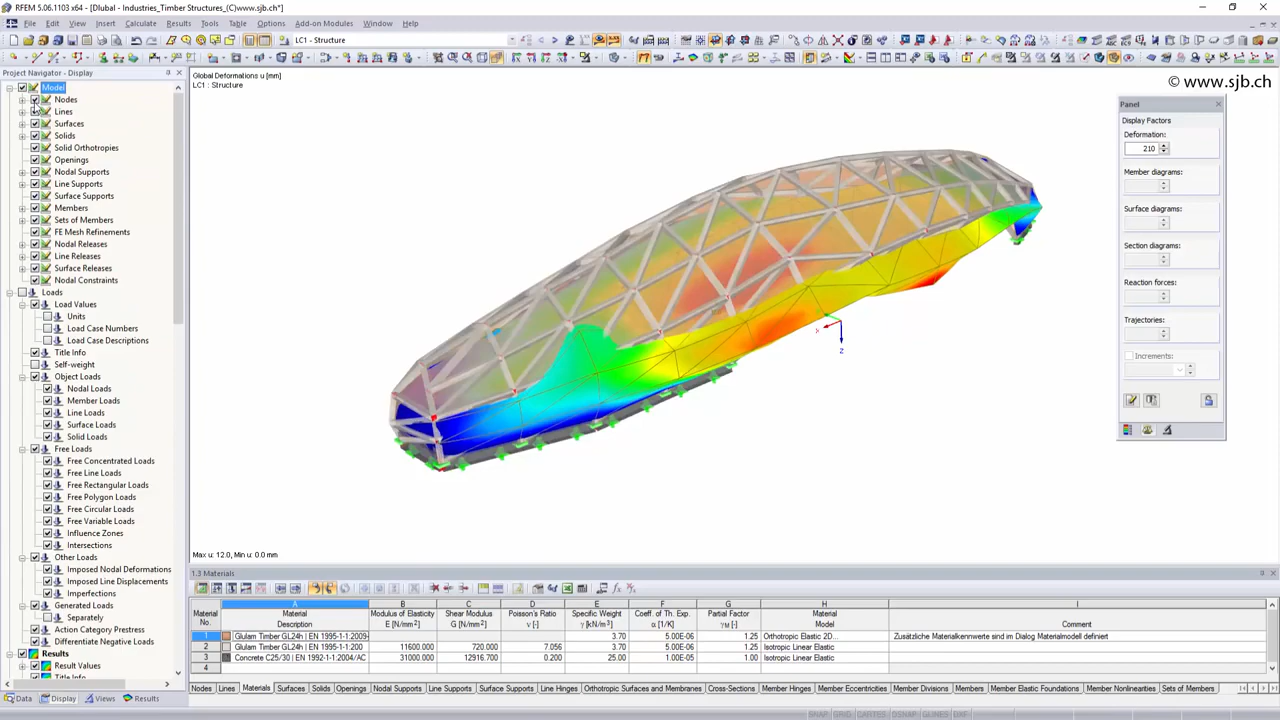 RFEM 5.06.1103 x64 - [Dlubal - Industries_Timber Structures_(C)www.sjb.ch*]
File Edit View Insert Calculate Results Tools Table Options Add-on Modules Window Help
LC1 - Structure
Project Navigator - Display
Model
Nodes
Lines
Surfaces
Solids
Solid Orthotropies
Openings
Nodal Supports
Line Supports
Surface Supports
Members
Sets of Members
FE Mesh Refinements
Nodal Releases
Line Releases
Surface Releases
Nodal Constraints
Loads
Load Values
Units
Load Case Numbers
Load Case Descriptions
Title Info
Self-weight
Object Loads
Nodal Loads
Member Loads
Line Loads
Surface Loads
Solid Loads
Free Loads
Free Concentrated Loads
Free Line Loads
Free Rectangular Loads
Free Polygon Loads
Free Circular Loads
Free Variable Loads
Influence Zones
Intersections
Other Loads
Imposed Nodal Deformations
Imposed Line Displacements
Imperfections
Generated Loads
Separately
Action Category Prestress
Differentiate Negative Loads
Results
Result Values
Title Info
Data Display Views Results
Global Deformations u [mm]
LC1 : Structure
© www.sjb.ch
x
z
Max u: 12.0, Min u: 0.0 mm
Panel
Display Factors
Deformation:
210
Member diagrams:
Surface diagrams:
Section diagrams:
Reaction forces:
Trajectories:
Increments:
1.3 Materials
A B C D E F G H I
Material No. Material Description Modulus of Elasticity E [N/mm²] Shear Modulus G [N/mm²] Poisson's Ratio ν [-] Specific Weight γ [kN/m³] Coeff. of Th. Exp. α [1/K] Partial Factor γM [-] Material Model Comment
1 Glulam Timber GL24h | EN 1995-1-1:2009- 3.70 5.00E-06 1.25 Orthotropic Elastic 2D... Zusätzliche Materialkennwerte sind im Dialog Materialmodell definiert
2 Glulam Timber GL24h | EN 1995-1-1:200 11600.000 720.000 7.056 3.70 5.00E-06 1.25 Isotropic Linear Elastic
3 Concrete C25/30 | EN 1992-1-1:2004/AC 31000.000 12916.700 0.200 25.00 1.00E-05 1.00 Isotropic Linear Elastic
4
Nodes Lines Materials Surfaces Solids Openings Nodal Supports Line Supports Surface Supports Line Hinges Orthotropic Surfaces and Membranes Cross-Sections Member Hinges Member Eccentricities Member Divisions Members Member Elastic Foundations Member Nonlinearities Sets of Members
SNAP GRID CARTES OSNAP GLINES DXF